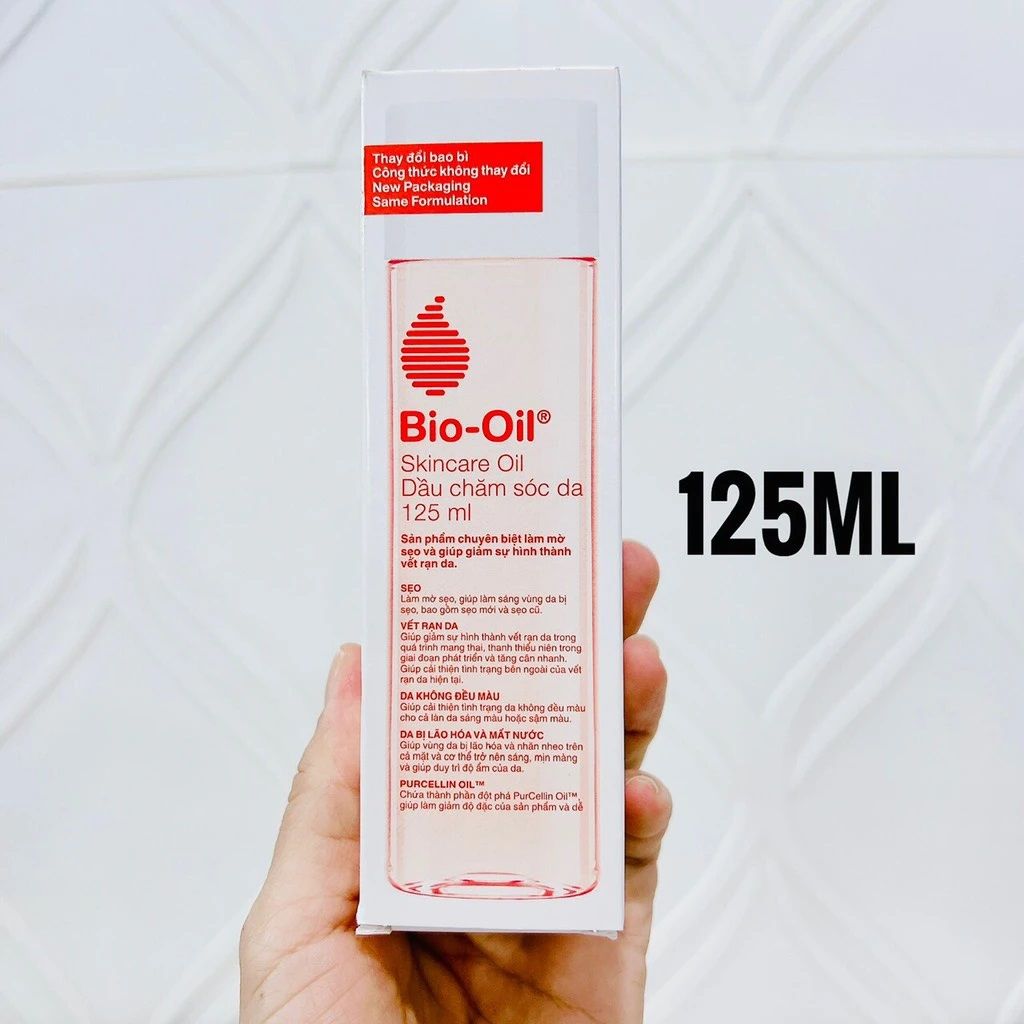 Thay đổi bao bì
Công thức không thay đổi
New Packaging
Same Formulation
Bio-Oil®
Skincare Oil
Dầu chăm sóc da
125 ml
Sản phẩm chuyên biệt làm mờ
sẹo và giúp giảm sự hình thành
vết rạn da.
SẸO
Làm mờ sẹo, giúp làm sáng vùng da bị
sẹo, bao gồm sẹo mới và sẹo cũ.
VẾT RẠN DA
Giúp giảm sự hình thành vết rạn da trong
quá trình mang thai, thanh thiếu niên trong
giai đoạn phát triển và tăng cân nhanh.
Giúp cải thiện tình trạng bên ngoài của vết
rạn da hiện tại.
DA KHÔNG ĐỀU MÀU
Giúp cải thiện tình trạng da không đều màu
cho cả làn da sáng màu hoặc sậm màu.
DA BỊ LÃO HÓA VÀ MẤT NƯỚC
Giúp vùng da bị lão hóa và nhăn nheo trên
cả mặt và cơ thể trở nên sáng, mịn màng
và giúp duy trì độ ẩm của da.
PURCELLIN OIL™
Chứa thành phần đột phá PurCellin Oil™,
giúp làm giảm độ đặc của sản phẩm và dễ
125ML